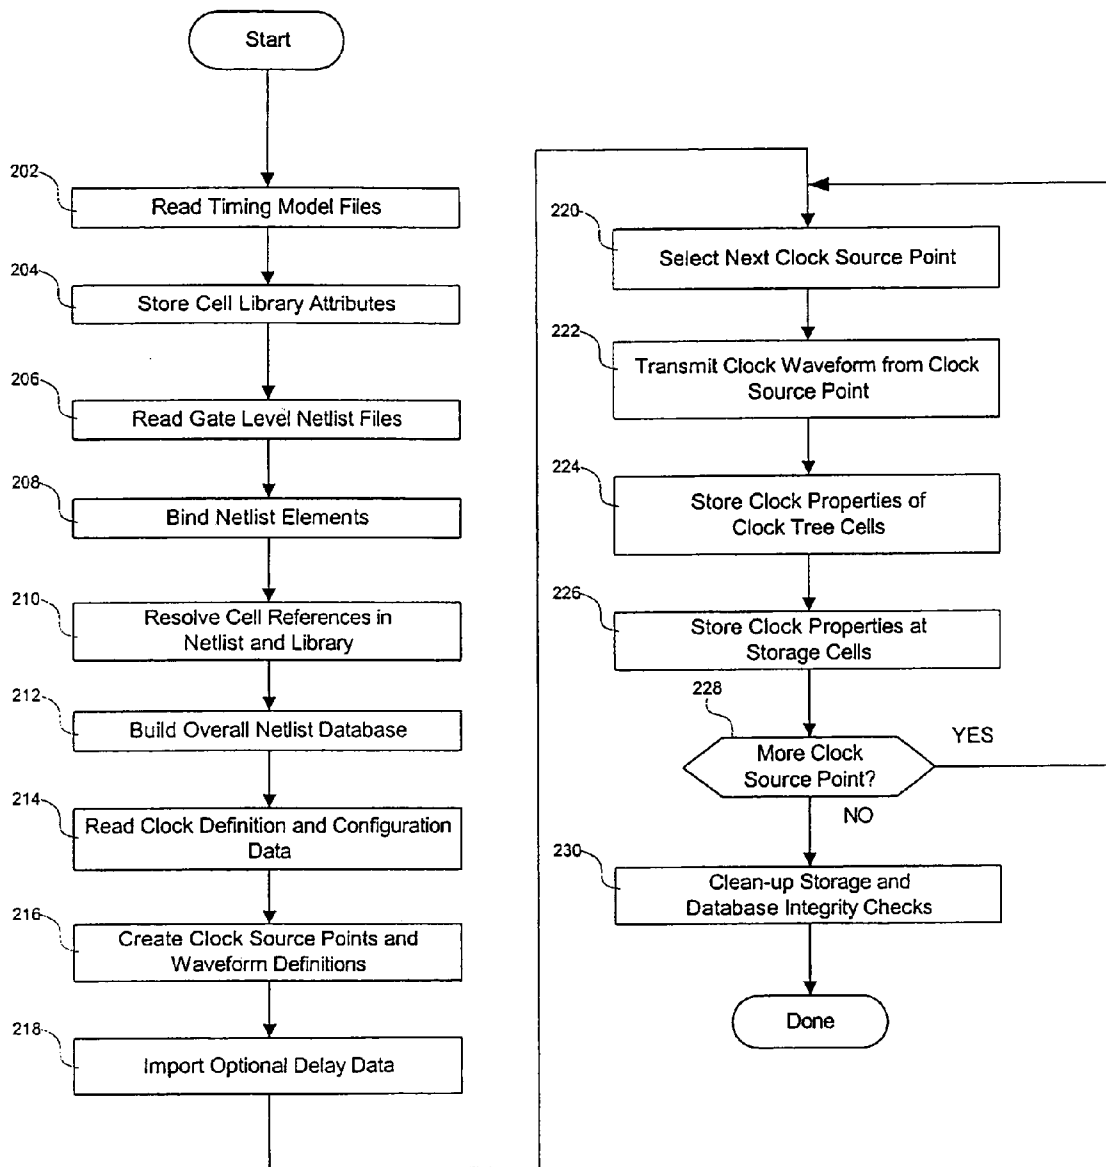 Start
202
Read Timing Model Files
204
Store Cell Library Attributes
206
Read Gate Level Netlist Files
208
Bind Netlist Elements
210
Resolve Cell References in
Netlist and Library
212
Build Overall Netlist Database
214
Read Clock Definition and Configuration
Data
216
Create Clock Source Points and
Waveform Definitions
218
Import Optional Delay Data
220
Select Next Clock Source Point
222
Transmit Clock Waveform from Clock
Source Point
224
Store Clock Properties of
Clock Tree Cells
226
Store Clock Properties at
Storage Cells
228
More Clock
Source Point?
YES
NO
230
Clean-up Storage and
Database Integrity Checks
Done